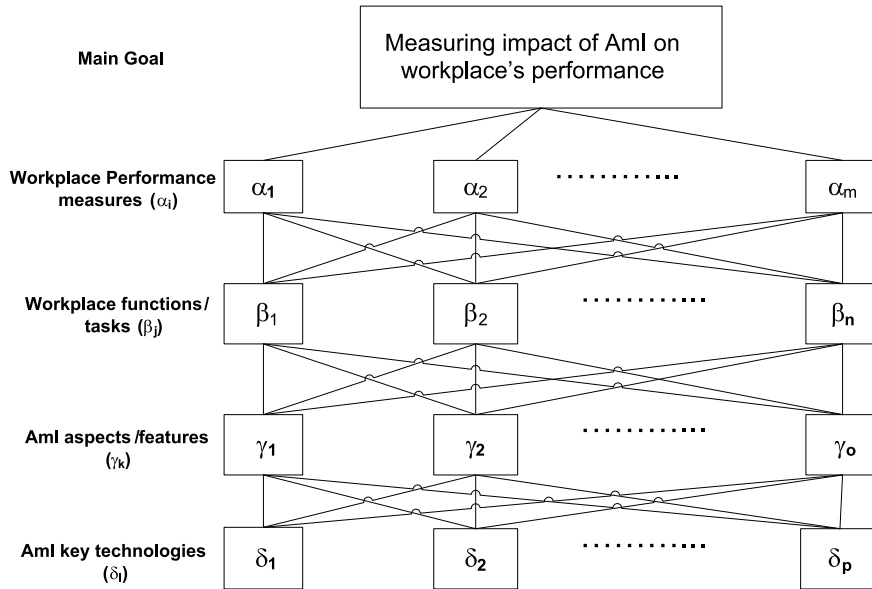 Main Goal
Measuring impact of AmI on
workplace's performance
Workplace Performance
measures (αi)
α1
α2
αm
Workplace functions/
tasks (βj)
β1
β2
βn
AmI aspects/features
(γk)
γ1
γ2
γo
AmI key technologies
(δl)
δ1
δ2
δp